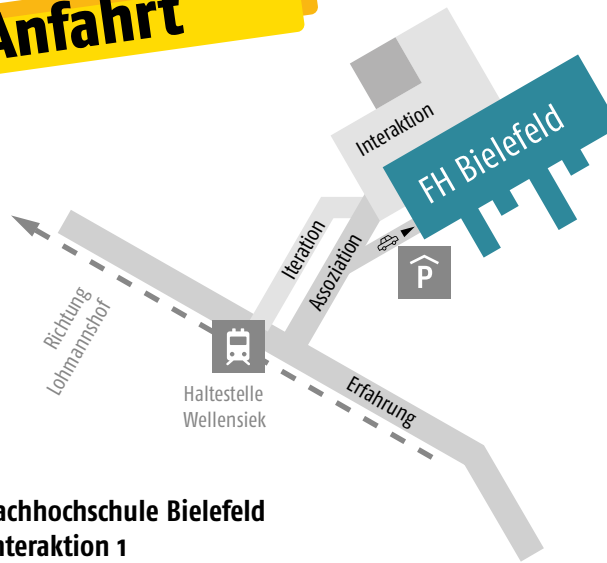 Anfahrt
Interaktion
FH Bielefeld
Iteration
Assoziation
P
Richtung
Lohmannshof
Haltestelle
Wellensiek
Erfahrung
achhochschule Bielefeld
nteraktion 1